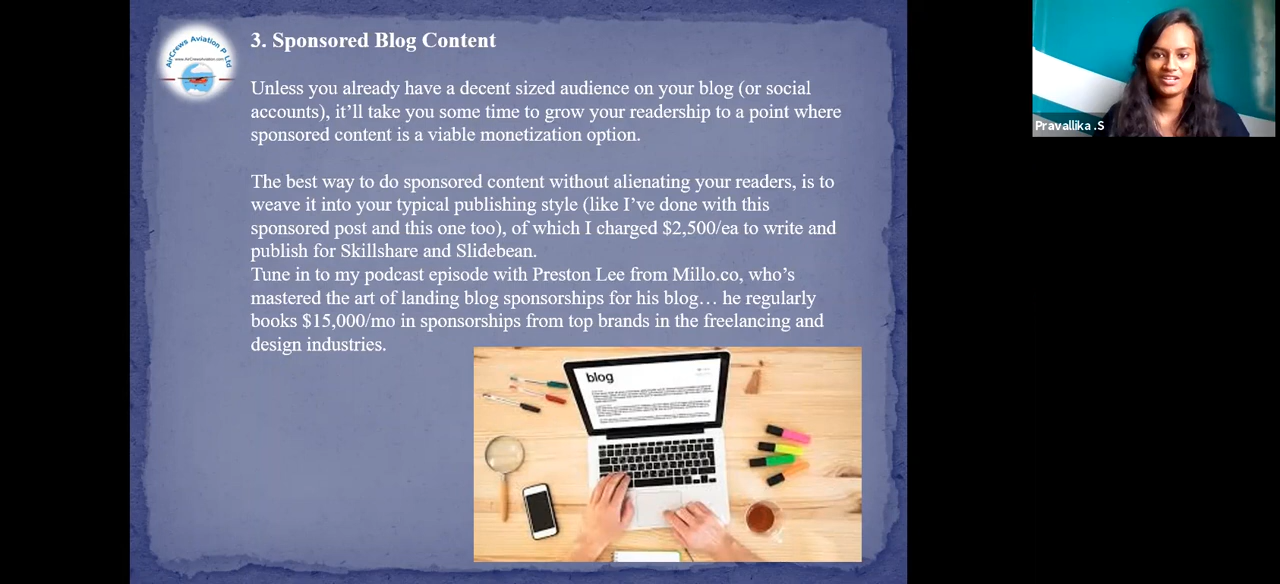 AirCrews Aviation P Ltd
www.AirCrewsAviation.com
3. Sponsored Blog Content
Unless you already have a decent sized audience on your blog (or social
accounts), it’ll take you some time to grow your readership to a point where
sponsored content is a viable monetization option.
The best way to do sponsored content without alienating your readers, is to
weave it into your typical publishing style (like I’ve done with this
sponsored post and this one too), of which I charged $2,500/ea to write and
publish for Skillshare and Slidebean.
Tune in to my podcast episode with Preston Lee from Millo.co, who’s
mastered the art of landing blog sponsorships for his blog… he regularly
books $15,000/mo in sponsorships from top brands in the freelancing and
design industries.
blog
Pravallika .S